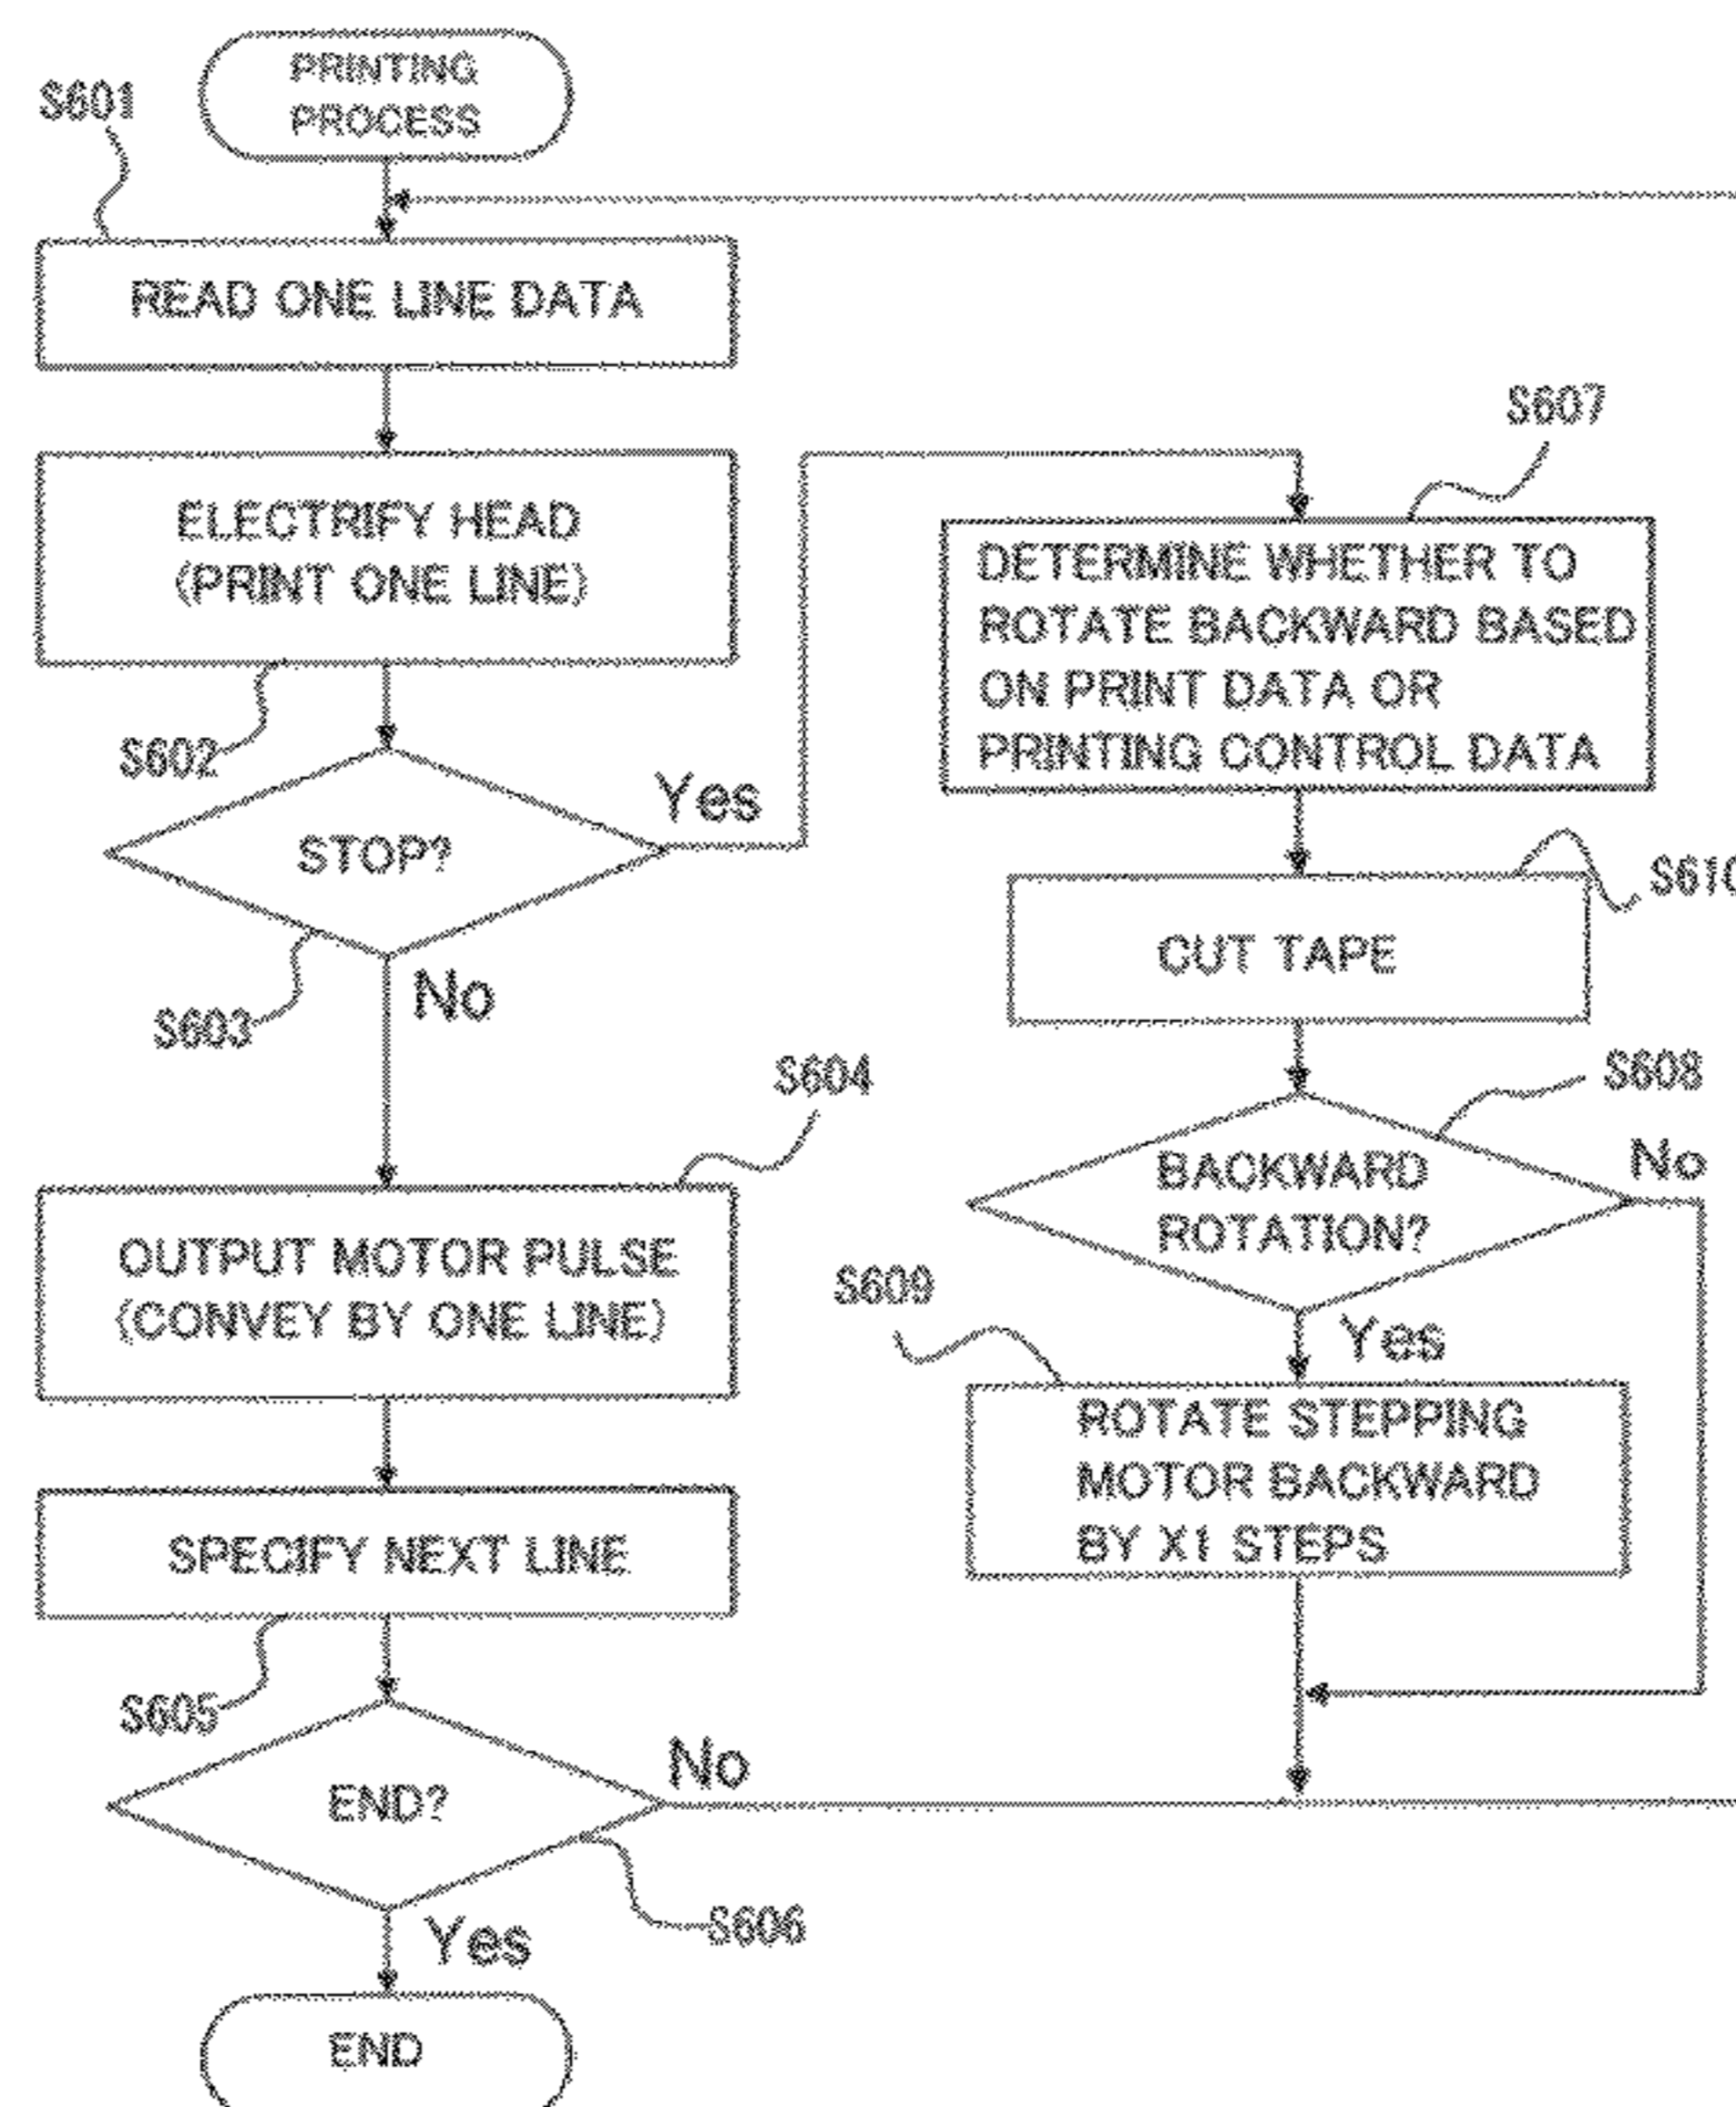 PRINTING
PROCESS
S601
READ ONE LINE DATA
ELECTRIFY HEAD
(PRINT ONE LINE)
S602
STOP?
Yes
No
S603
S604
OUTPUT MOTOR PULSE
(CONVEY BY ONE LINE)
SPECIFY NEXT LINE
S605
END?
No
S606
Yes
END
S607
DETERMINE WHETHER TO
ROTATE BACKWARD BASED
ON PRINT DATA OR
PRINTING CONTROL DATA
S610
CUT TAPE
S608
BACKWARD
ROTATION?
No
Yes
S609
ROTATE STEPPING
MOTOR BACKWARD
BY X1 STEPS